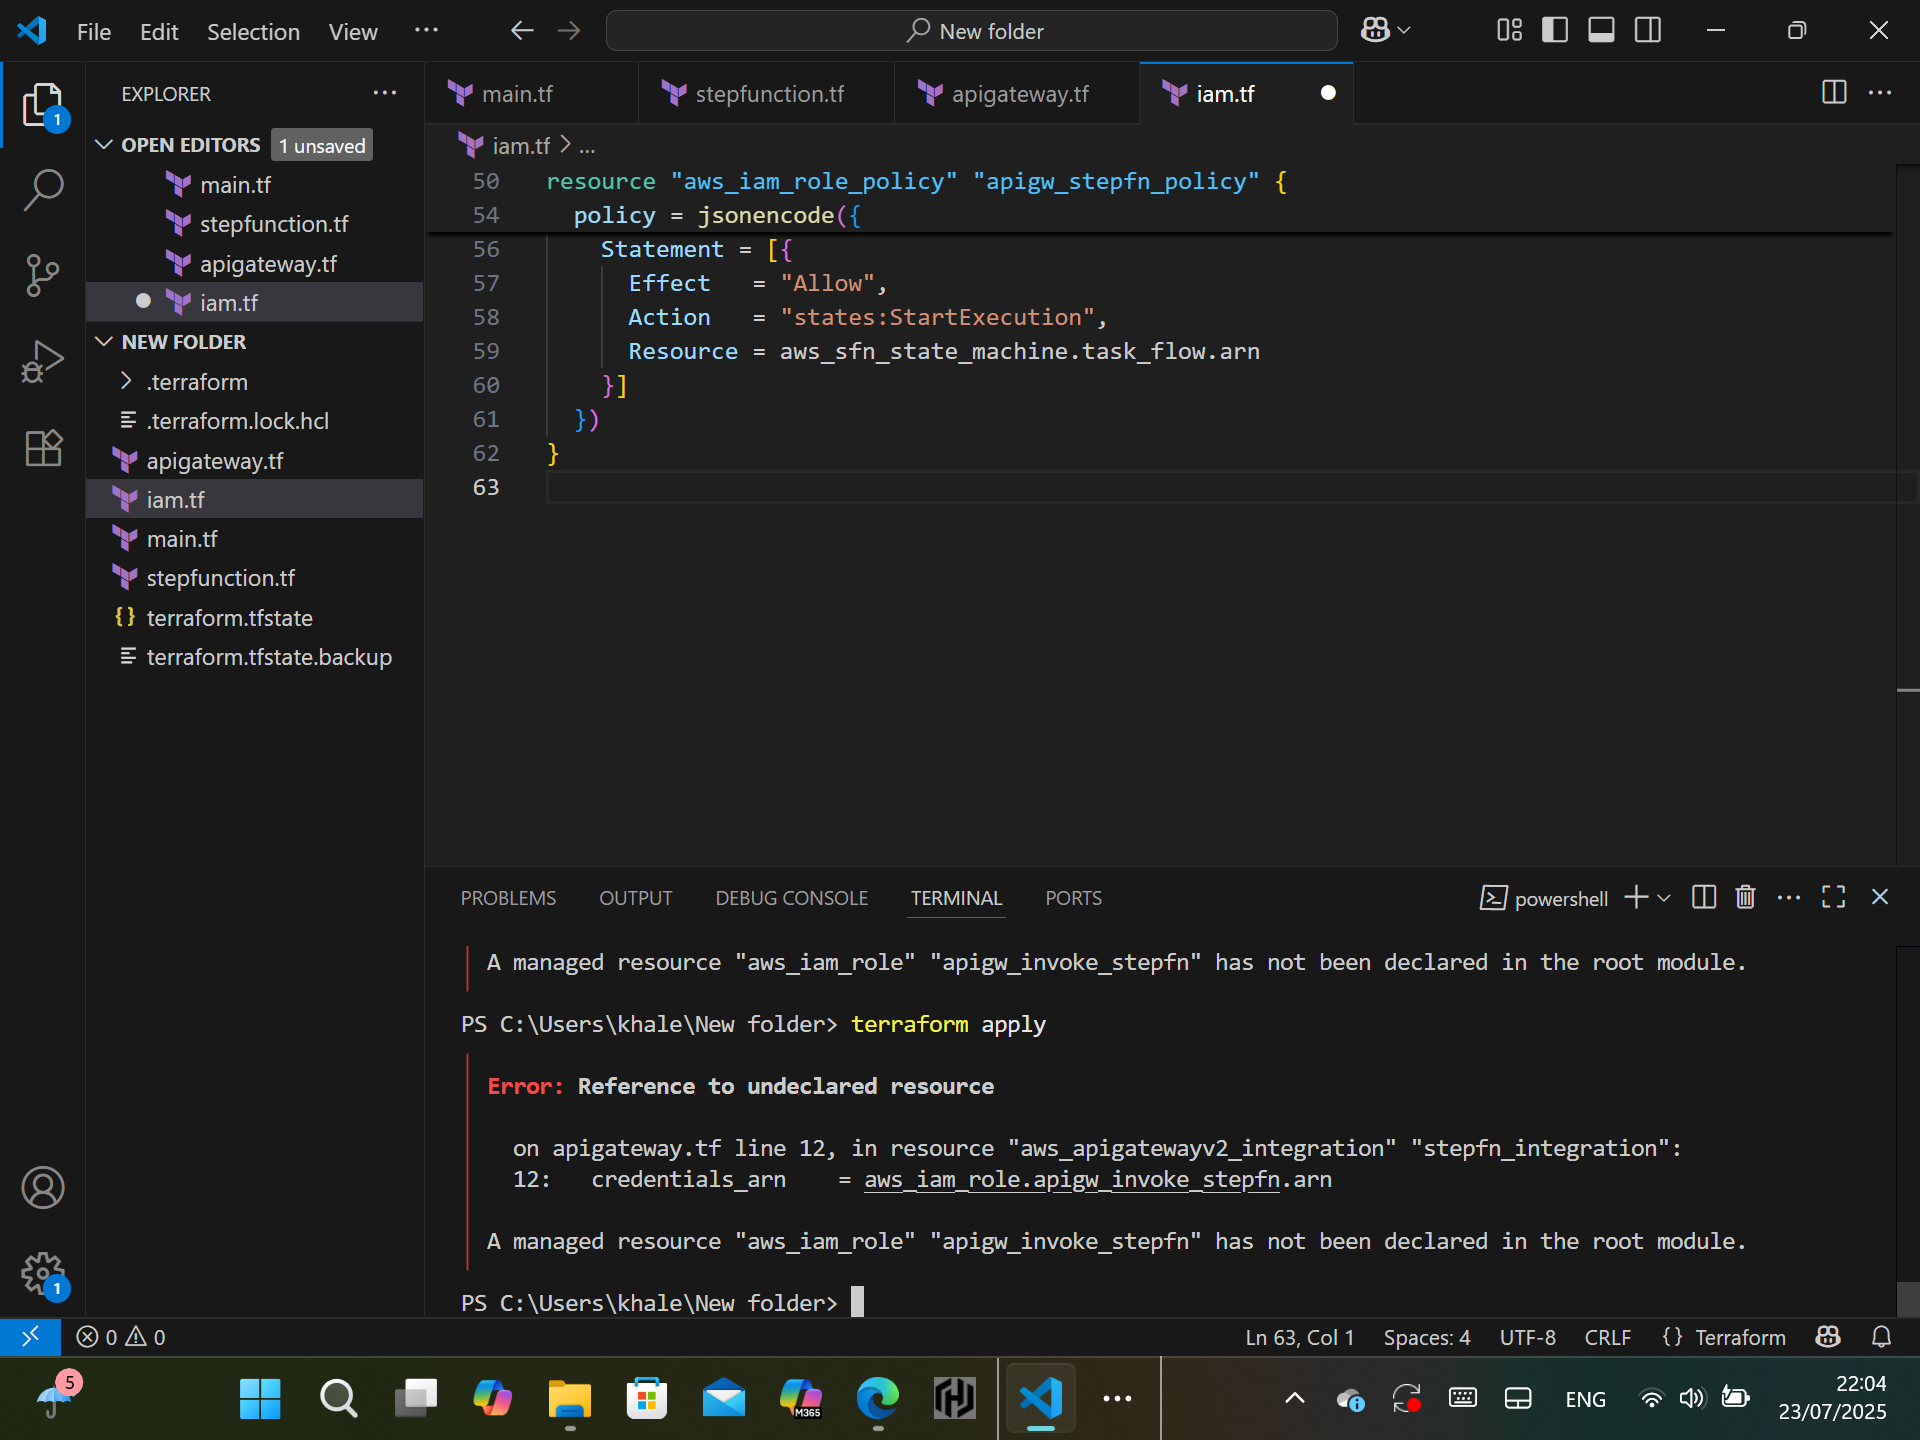 File Edit Selection View ··· New folder
EXPLORER
OPEN EDITORS 1 unsaved
main.tf
stepfunction.tf
apigateway.tf
iam.tf
NEW FOLDER
.terraform
.terraform.lock.hcl
apigateway.tf
iam.tf
main.tf
stepfunction.tf
{} terraform.tfstate
terraform.tfstate.backup
1
1
main.tf stepfunction.tf apigateway.tf iam.tf
iam.tf > ...
50 resource "aws_iam_role_policy" "apigw_stepfn_policy" {
54 policy = jsonencode({
56 Statement = [{
57 Effect = "Allow",
58 Action = "states:StartExecution",
59 Resource = aws_sfn_state_machine.task_flow.arn
60 }]
61 })
62 }
63
PROBLEMS OUTPUT DEBUG CONSOLE TERMINAL PORTS powershell
A managed resource "aws_iam_role" "apigw_invoke_stepfn" has not been declared in the root module.
PS C:\Users\khale\New folder> terraform apply
Error: Reference to undeclared resource
on apigateway.tf line 12, in resource "aws_apigatewayv2_integration" "stepfn_integration":
12: credentials_arn = aws_iam_role.apigw_invoke_stepfn.arn
A managed resource "aws_iam_role" "apigw_invoke_stepfn" has not been declared in the root module.
PS C:\Users\khale\New folder>
0 0 Ln 63, Col 1 Spaces: 4 UTF-8 CRLF {} Terraform
5 M365 ENG 22:04
23/07/2025